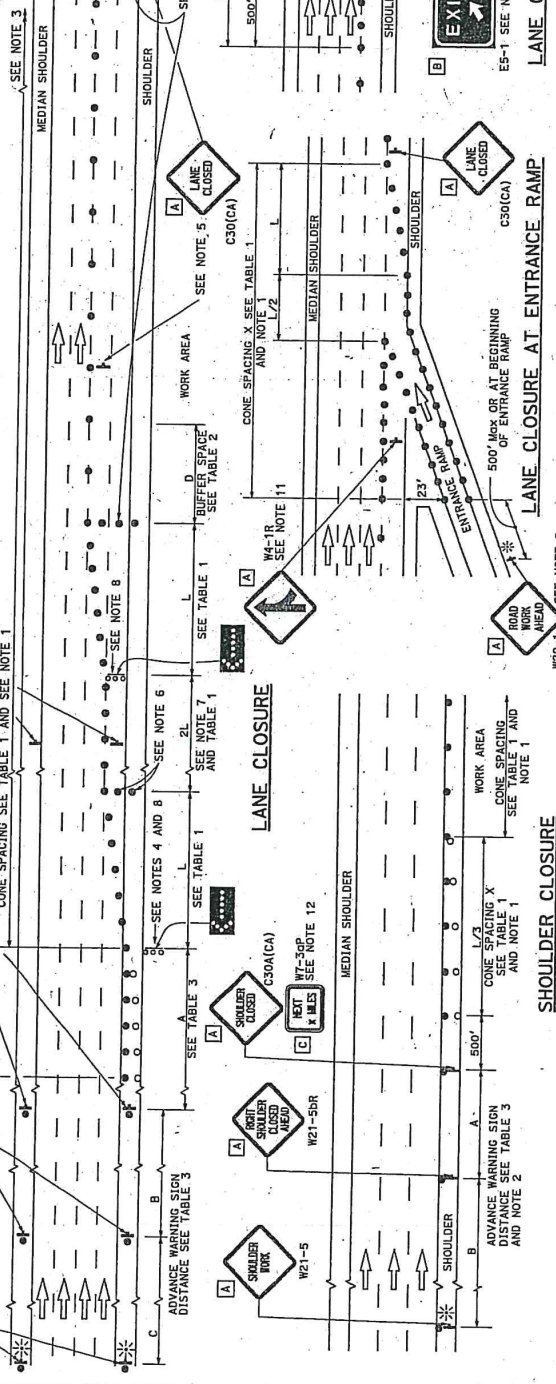 CONE SPACING SEE TABLE 1 AND SEE NOTE 1
SEE NOTE 3
MEDIAN SHOULDER
SHOULDER
A
LANE
CLOSED
C30(CA)
SEE NOTE 5
WORK AREA
D
BUFFER SPACE
SEE TABLE 2
SEE NOTE 8
L
SEE TABLE 1
2L
SEE NOTE 7
AND TABLE 1
SEE NOTE 6
L
SEE TABLE 1
SEE NOTES 4 AND 8
A
SEE TABLE 3
B
C
ADVANCE WARNING SIGN
DISTANCE SEE TABLE 3
LANE CLOSURE
A
SHOULDER
WORK
W21-5
A
RIGHT
SHOULDER
CLOSED
AHEAD
W21-5bR
A
SHOULDER
CLOSED
C30A(CA)
C
NEXT
X MILES
W7-3aP
SEE NOTE 12
MEDIAN SHOULDER
SHOULDER
B
A
ADVANCE WARNING SIGN
DISTANCE SEE TABLE 3
AND NOTE 2
500'
L/3
CONE SPACING X
SEE TABLE 1
AND NOTE 1
WORK AREA
CONE SPACING
SEE TABLE 1 AND
NOTE 1
SHOULDER CLOSURE
A
W4-1R
SEE NOTE 11
CONE SPACING X SEE TABLE 1
AND NOTE 1
L/2
L
MEDIAN SHOULDER
SHOULDER
23'
ENTRANCE RAMP
500' Max OR AT BEGINNING
OF ENTRANCE RAMP
A
ROAD
WORK
AHEAD
A
LANE
CLOSED
C30(CA)
LANE CLOSURE AT ENTRANCE RAMP
500'
B
EXI
E5-1 SEE N
LANE C